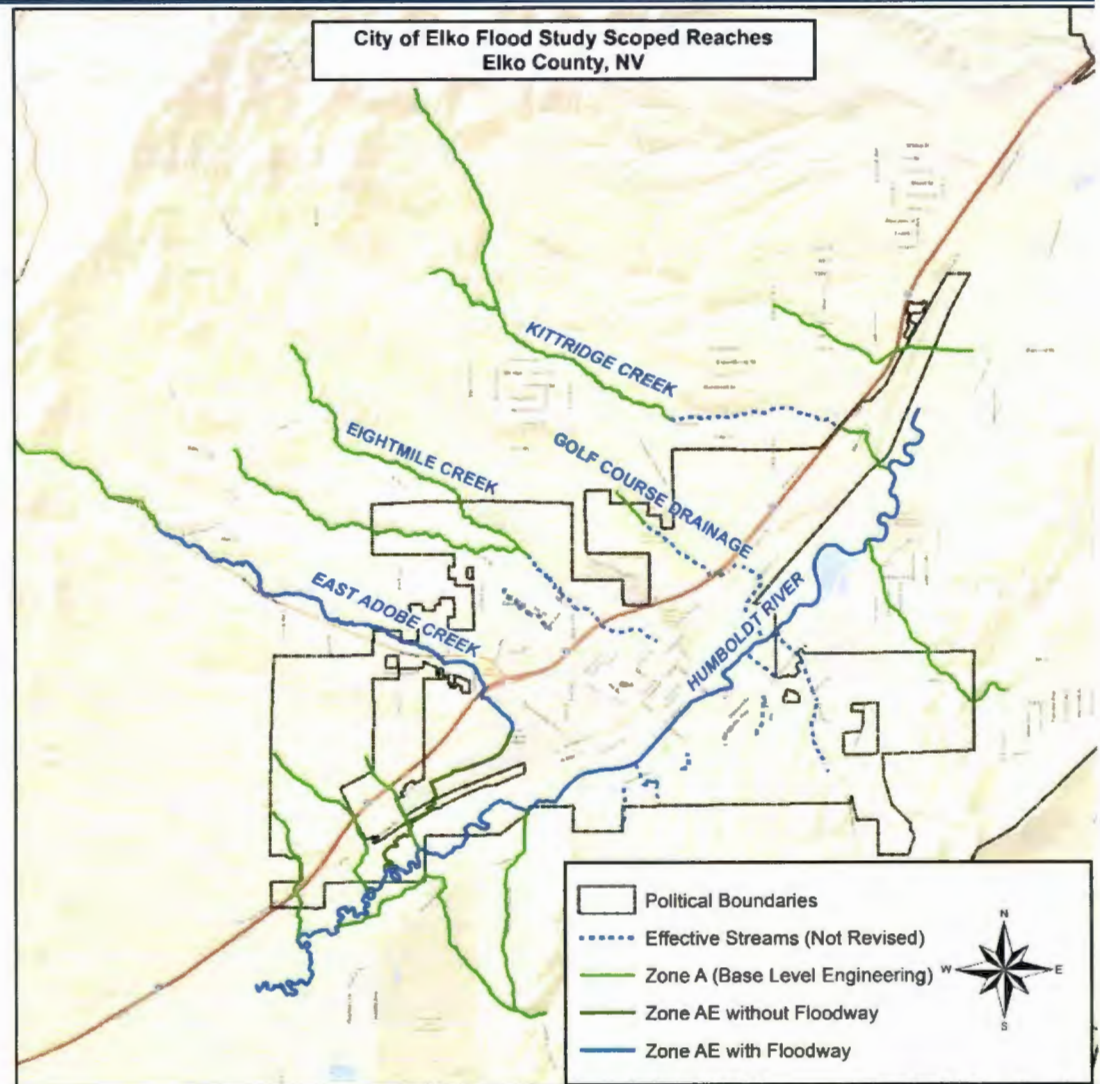 City of Elko Flood Study Scoped Reaches
Elko County, NV
KITTRIDGE CREEK
EIGHTMILE CREEK
GOLF COURSE DRAINAGE
EAST ADOBE CREEK
HUMBOLDT RIVER
Political Boundaries
Effective Streams (Not Revised)
Zone A (Base Level Engineering)
Zone AE without Floodway
Zone AE with Floodway
N
W
E
S